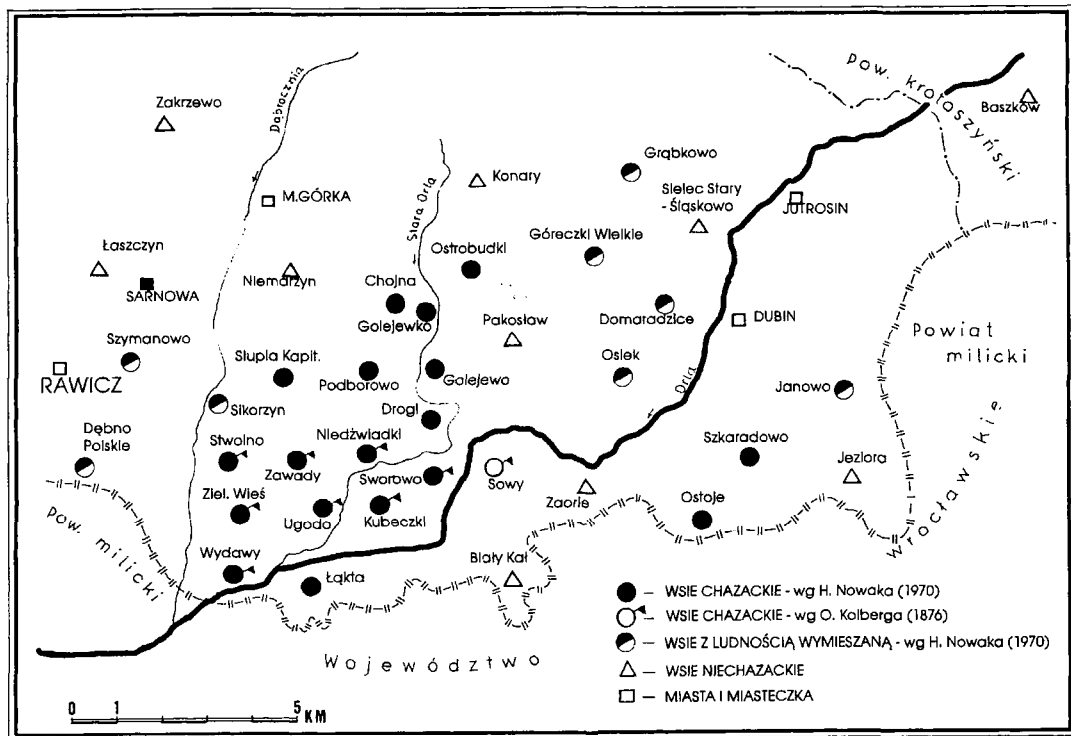 Zakrzewo
Dąbrocznia
pow. krotoszyński
Baszków
M.GÓRKA
Stara Orla
Konary
Grąbkowo
Sielec Stary
- Śląskowo
JUTROSIN
Łaszczyn
SARNOWA
Niemarzyn
Chojna
Ostrobudki
Góreczki Wielkie
Golejewko
Pakosław
Domaradzice
DUBIN
Powiat
milicki
Szymanowo
RAWICZ
Słupia Kapit.
Podborowo
Golejewo
Osiek
Orla
Janowo
Sikorzyn
Drogi
Dębno
Polskie
Stwolno
Niedźwiadki
Zawady
Sworowo
Sowy
Szkaradowo
Jeziora
Ziel. Wieś
Ugoda
Kubeczki
Zaorle
Ostoje
Wrocławskie
pow. milicki
Wydawy
Łąkta
Biały Kał
Województwo
– WSIE CHAZACKIE - wg H. Nowaka (1970)
– WSIE CHAZACKIE - wg O. Kolberga (1876)
– WSIE Z LUDNOŚCIĄ WYMIESZANĄ - wg H. Nowaka (1970)
– WSIE NIECHAZACKIE
– MIASTA I MIASTECZKA
0 1 5
KM